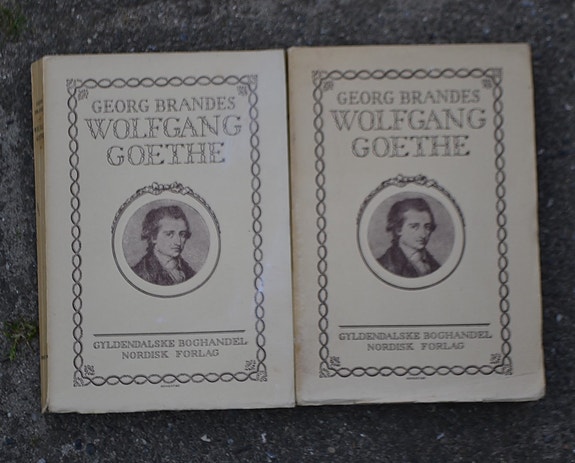 GEORG BRANDES
WOLFGANG
GOETHE
GYLDENDALSKE BOGHANDEL
NORDISK FORLAG
GEORG BRANDES
WOLFGANG
GOETHE
GYLDENDALSKE BOGHANDEL
NORDISK FORLAG